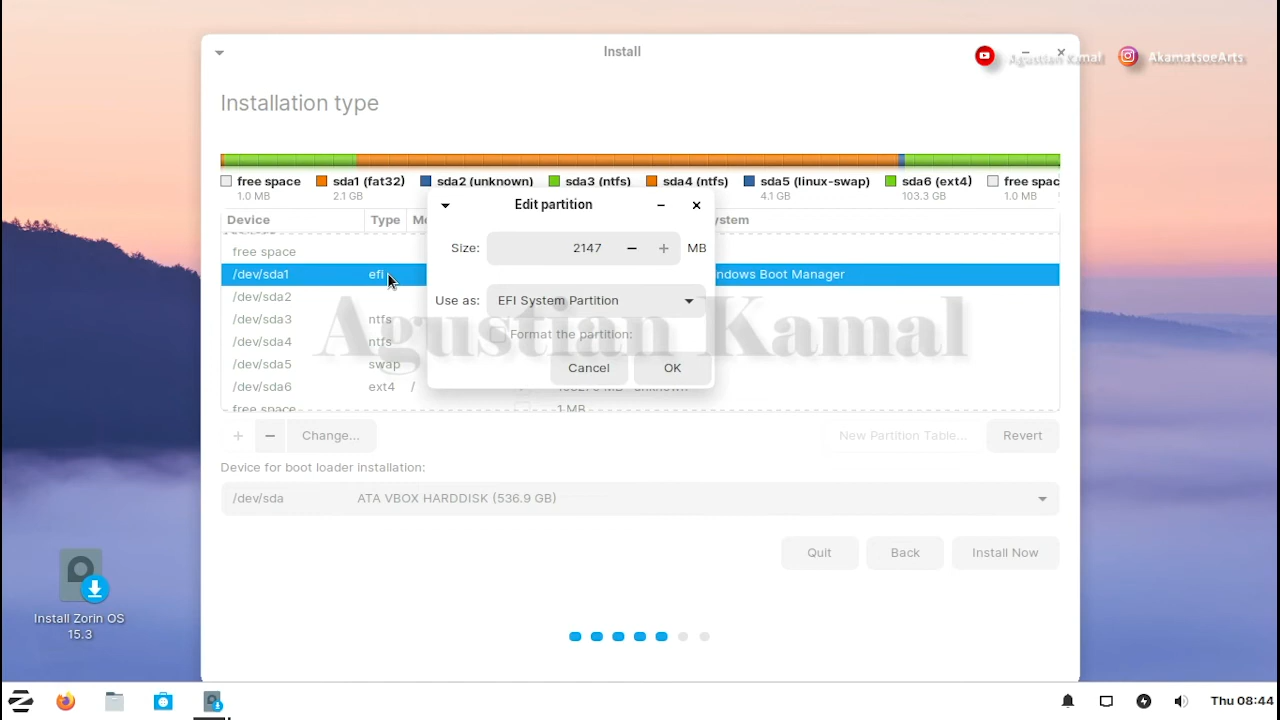 Install
Agustian Kamal
AkamatsoeArts
Installation type
free space
1.0 MB
sda1 (fat32)
2.1 GB
sda2 (unknown)
sda3 (ntfs)
sda4 (ntfs)
sda5 (linux-swap)
4.1 GB
sda6 (ext4)
103.3 GB
free spac
1.0 MB
Device Type
free space
/dev/sda1 efi ndows Boot Manager
/dev/sda2
/dev/sda3 ntfs
/dev/sda4 ntfs
/dev/sda5 swap
/dev/sda6 ext4 /
free space 1 MB
Edit partition
Size: 2147 MB
Use as: EFI System Partition
Format the partition:
Cancel OK
Agustian Kamal
+ − Change... New Partition Table... Revert
Device for boot loader installation:
/dev/sda ATA VBOX HARDDISK (536.9 GB)
Quit Back Install Now
Install Zorin OS
15.3
Thu 08:44